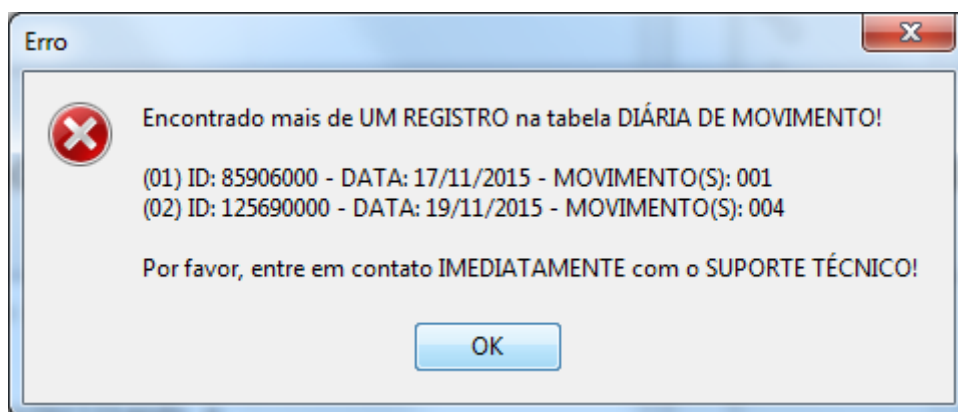 Erro
Encontrado mais de UM REGISTRO na tabela DIÁRIA DE MOVIMENTO!
(01) ID: 85906000 - DATA: 17/11/2015 - MOVIMENTO(S): 001
(02) ID: 125690000 - DATA: 19/11/2015 - MOVIMENTO(S): 004
Por favor, entre em contato IMEDIATAMENTE com o SUPORTE TÉCNICO!
OK